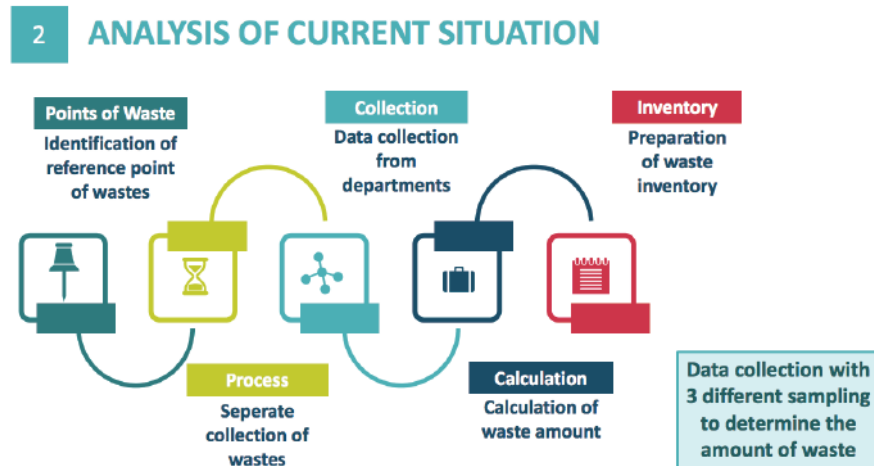 2 ANALYSIS OF CURRENT SITUATION
Points of Waste
Identification of
reference point
of wastes
Collection
Data collection
from
departments
Inventory
Preparation
of waste
inventory
Process
Seperate
collection of
wastes
Calculation
Calculation of
waste amount
Data collection with
3 different sampling
to determine the
amount of waste